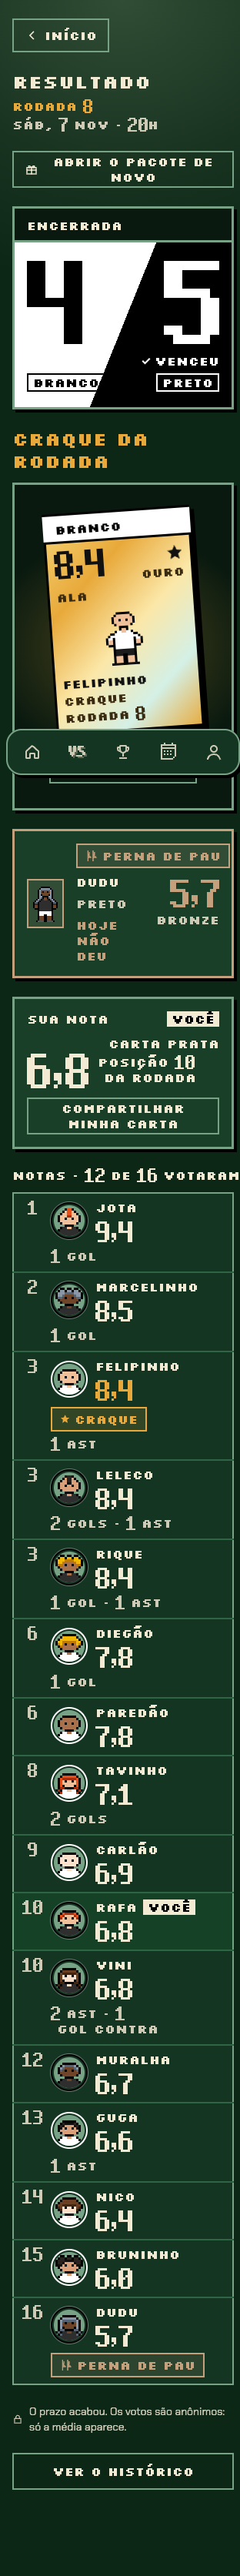 INÍCIO
RESULTADO
RODADA 8
SÁB, 7 NOV · 20H
ABRIR O PACOTE DE
NOVO
ENCERRADA
4 5
VENCEU
BRANCO PRETO
CRAQUE DA
RODADA
BRANCO
8,4
OURO
ALA
FELIPINHO
CRAQUE
RODADA 8
VS
PERNA DE PAU
DUDU
5,7
PRETO
BRONZE
HOJE
NÃO
DEU
SUA NOTA
VOCÊ
6,8
CARTA PRATA
POSIÇÃO 10
DA RODADA
COMPARTILHAR
MINHA CARTA
NOTAS · 12 DE 16 VOTARAM
1 JOTA
9,4
1 GOL
2 MARCELINHO
8,5
1 GOL
3 FELIPINHO
8,4
CRAQUE
1 AST
3 LELECO
8,4
2 GOLS · 1 AST
3 RIQUE
8,4
1 GOL · 1 AST
6 DIEGÃO
7,8
1 GOL
6 PAREDÃO
7,8
8 TAVINHO
7,1
2 GOLS
9 CARLÃO
6,9
10 RAFA VOCÊ
6,8
10 VINI
6,8
2 AST · 1
GOL CONTRA
12 MURALHA
6,7
13 GUGA
6,6
1 AST
14 NICO
6,4
15 BRUNINHO
6,0
16 DUDU
5,7
PERNA DE PAU
O prazo acabou. Os votos são anônimos:
só a média aparece.
VER O HISTÓRICO